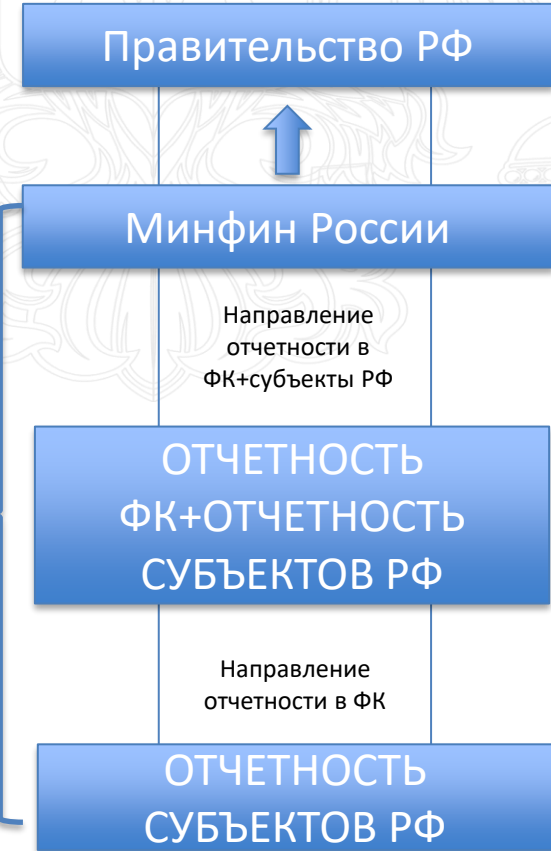 Правительство РФ
Минфин России
Направление
отчетности в
ФК+субъекты РФ
ОТЧЕТНОСТЬ
ФК+ОТЧЕТНОСТЬ
СУБЪЕКТОВ РФ
Направление
отчетности в ФК
ОТЧЕТНОСТЬ
СУБЪЕКТОВ РФ